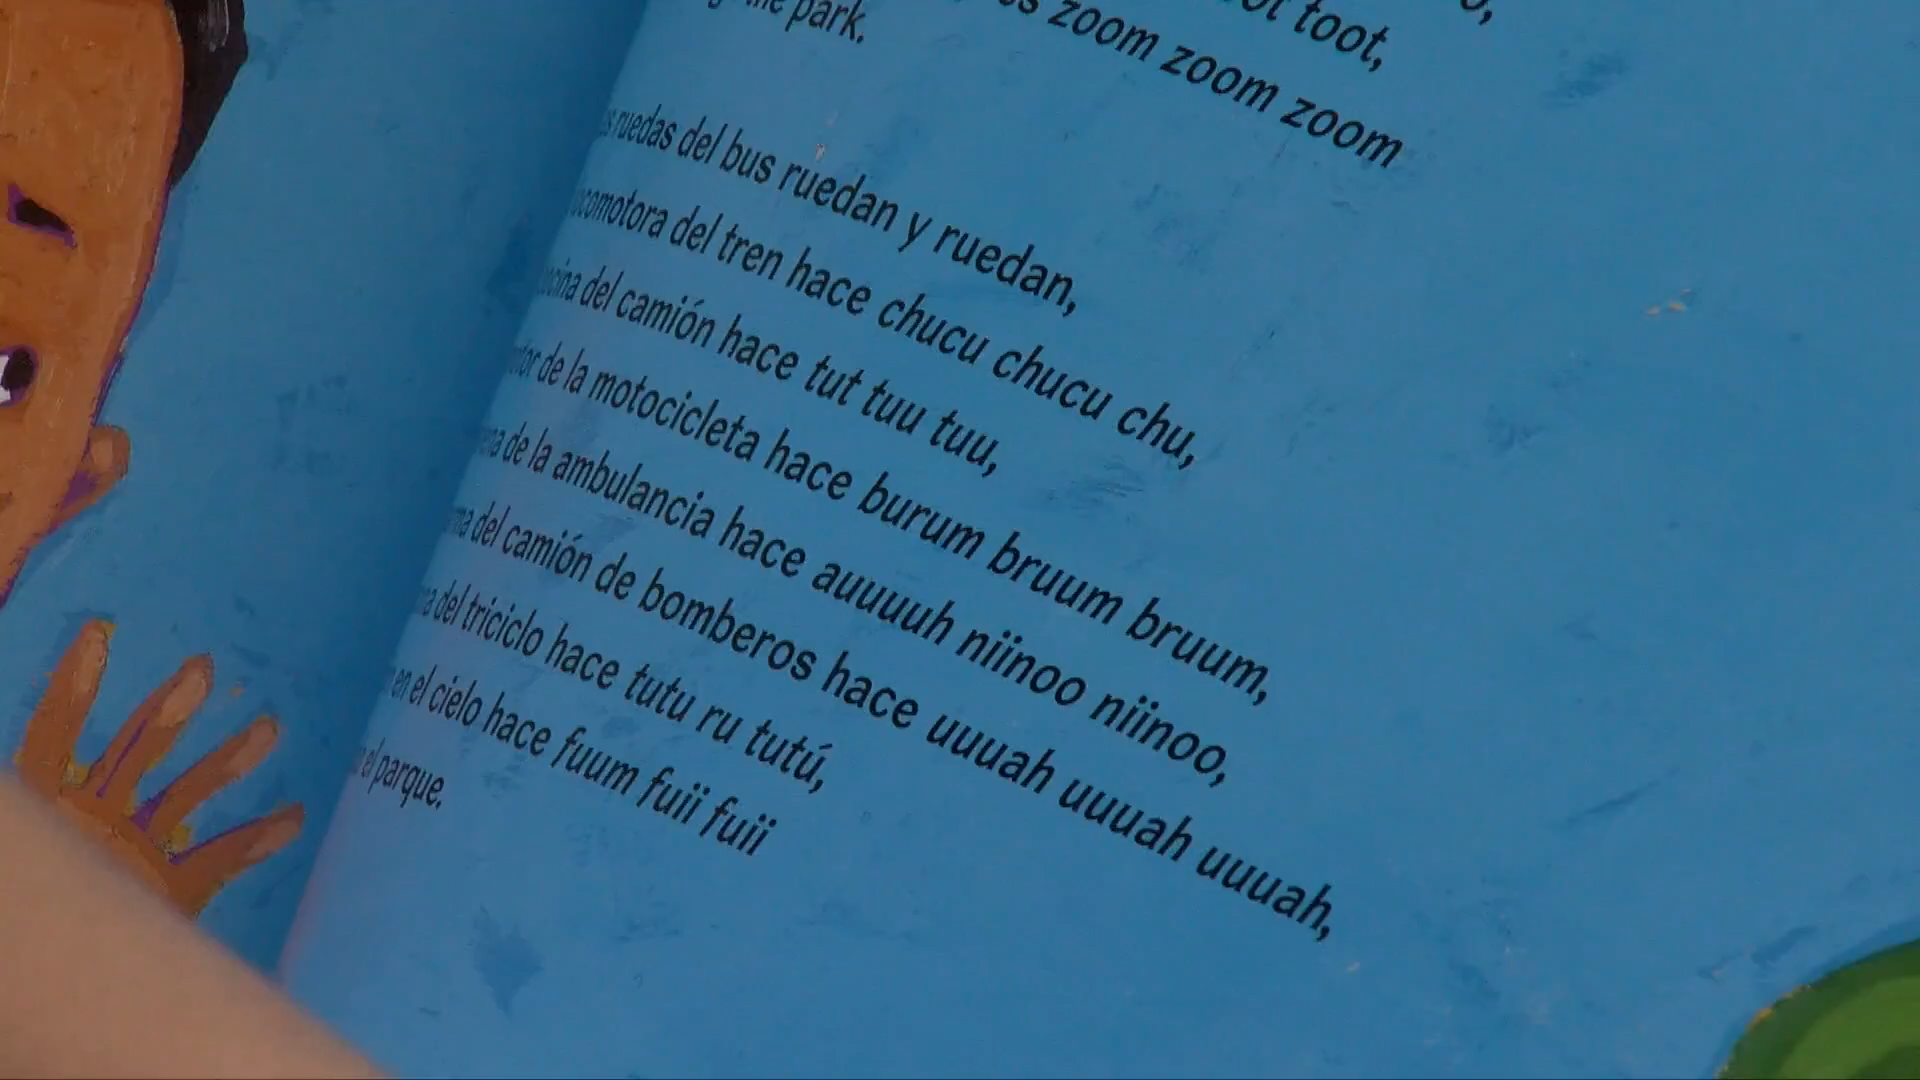 toot,
zoom zoom zoom
the park.
ruedas del bus ruedan y ruedan,
locomotora del tren hace chucu chucu chu,
del camión hace tut tuu tuu,
de la motocicleta hace burum bruum bruum,
de la ambulancia hace auuuuh niinoo niinoo,
del camión de bomberos hace uuuah uuuah uuuah,
del triciclo hace tutu ru tutú,
en el cielo hace fuum fuii fuii
el parque.